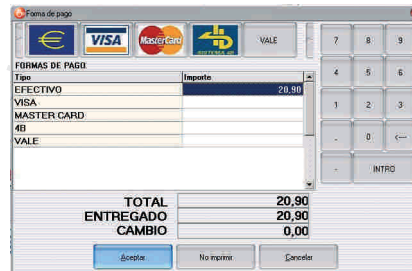 Forma de pago
VISA MasterCard SISTEMA 4B VALE
7 8 9
FORMAS DE PAGO
Tipo Importe
4 5 6
EFECTIVO 20,90
VISA
MASTER CARD
1 2 3
4B
VALE
. 0 <---
- INTRO
TOTAL 20,90
ENTREGADO 20,90
CAMBIO 0,00
Aceptar No imprimir Cancelar